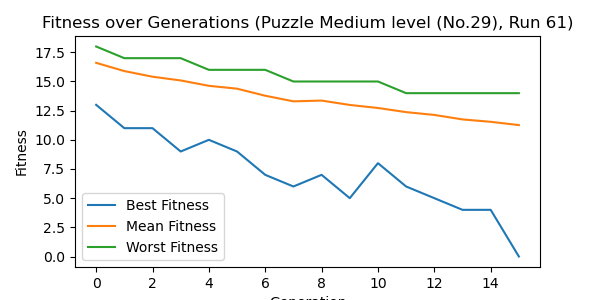 Fitness over Generations (Puzzle Medium level (No.29), Run 61)
Fitness
17.5
15.0
12.5
10.0
7.5
5.0
2.5
0.0
Best Fitness
Mean Fitness
Worst Fitness
0 2 4 6 8 10 12 14
Generation